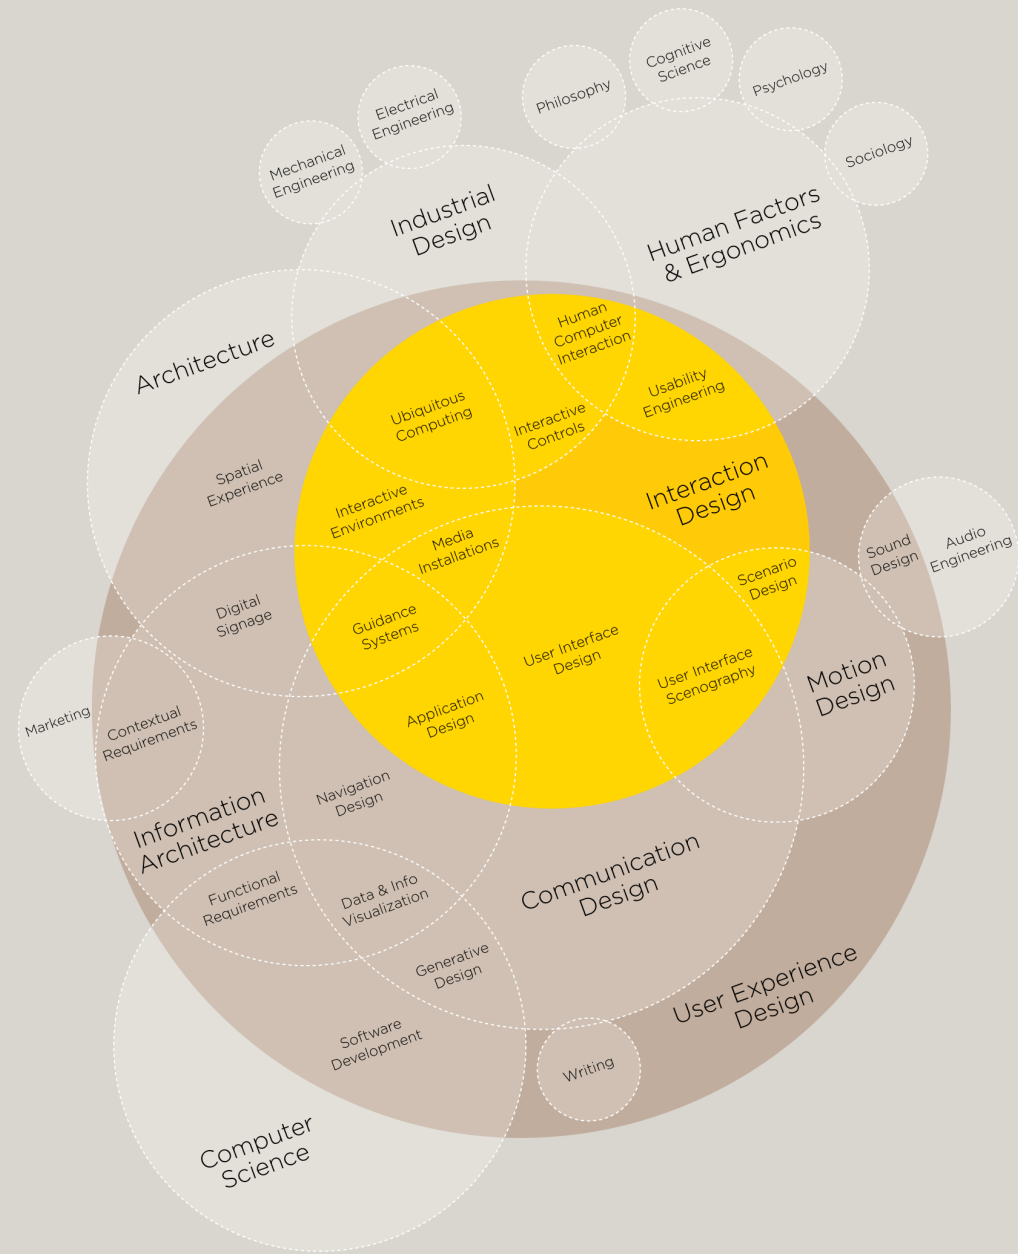 Cognitive
Science
Philosophy
Psychology
Electrical
Engineering
Mechanical
Engineering
Sociology
Industrial
Design
Human Factors
& Ergonomics
Architecture
Human
Computer
Interaction
Usability
Engineering
Ubiquitous
Computing
Interactive
Controls
Spatial
Experience
Interactive
Environments
Interaction
Design
Media
Installations
Sound
Design
Audio
Engineering
Scenario
Design
Digital
Signage
Guidance
Systems
User Interface
Design
User Interface
Scenography
Motion
Design
Marketing
Contextual
Requirements
Application
Design
Navigation
Design
Information
Architecture
Functional
Requirements
Data & Info
Visualization
Communication
Design
Generative
Design
User Experience
Design
Software
Development
Writing
Computer
Science